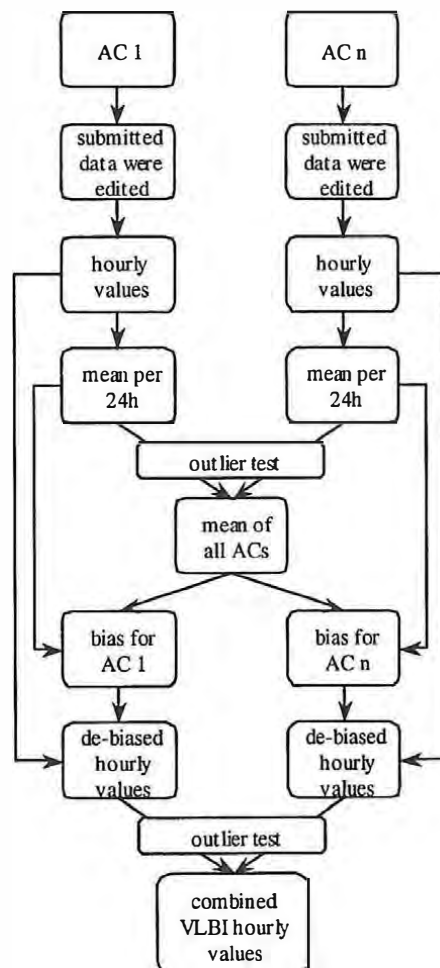 AC 1
AC n
submitted
data were
edited
submitted
data were
edited
hourly
values
hourly
values
mean per
24h
mean per
24h
outlier test
mean of
all ACs
bias for
AC 1
bias for
AC n
de-biased
hourly
values
de-biased
hourly
values
outlier test
combined
VLBI hourly
values